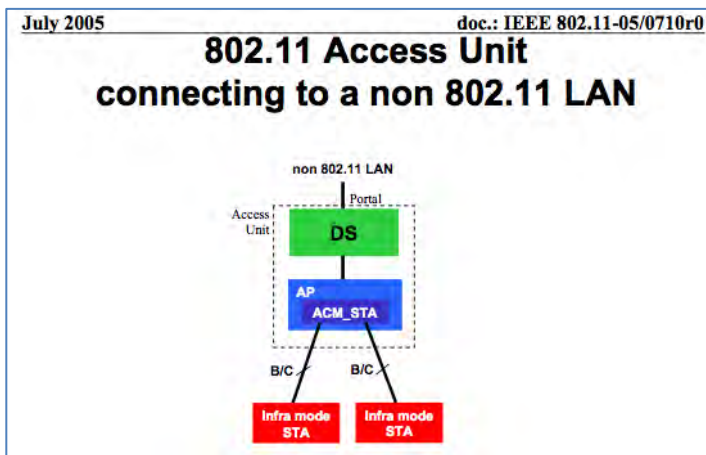 July 2005 doc.: IEEE 802.11-05/0710r0
802.11 Access Unit
connecting to a non 802.11 LAN
non 802.11 LAN
Portal
Access
Unit
DS
AP
ACM_STA
B/C B/C
Infra mode Infra mode
STA STA